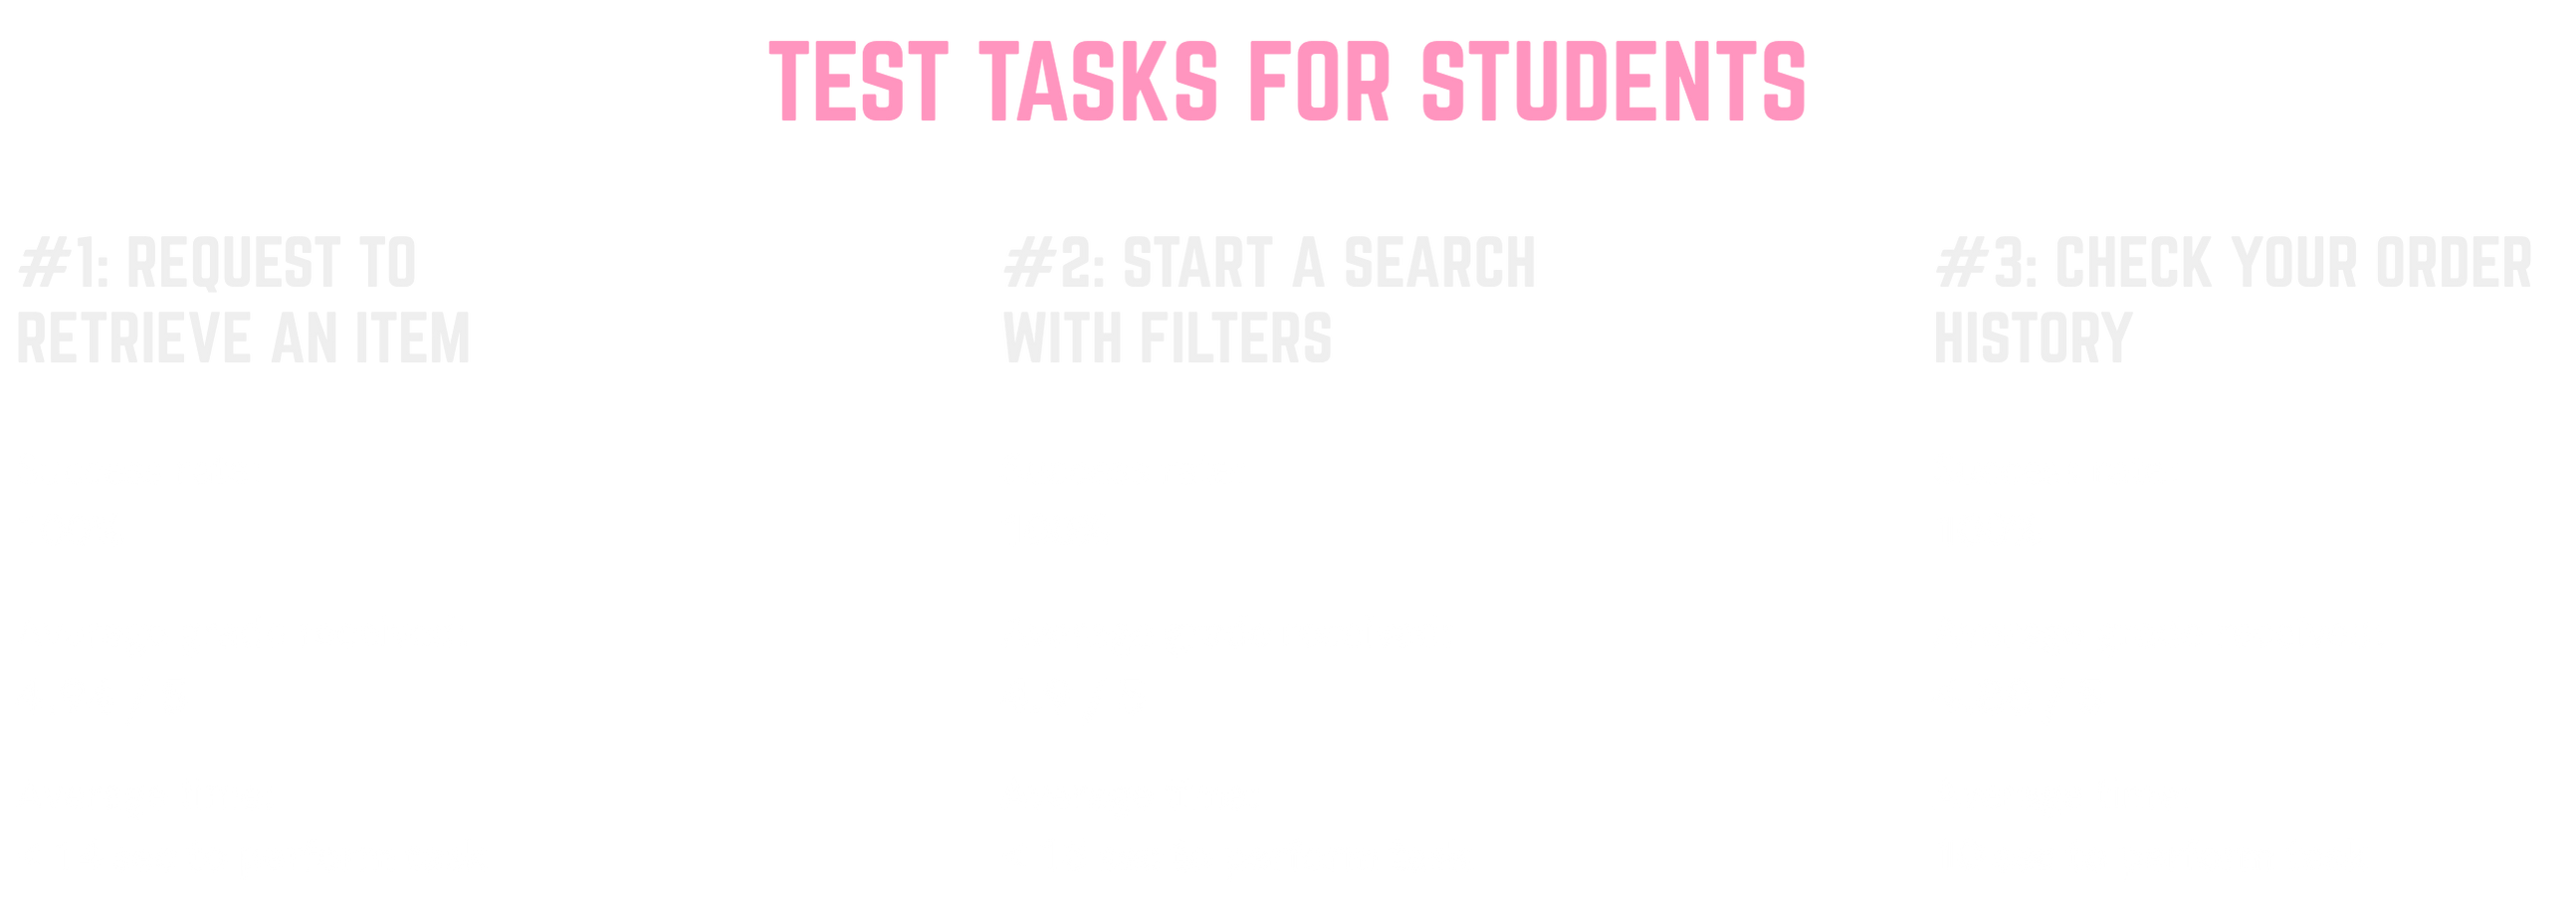 TEST TASKS FOR STUDENTS
#1: REQUEST TO
RETRIEVE AN ITEM
#2: START A SEARCH
WITH FILTERS
#3: CHECK YOUR ORDER
HISTORY